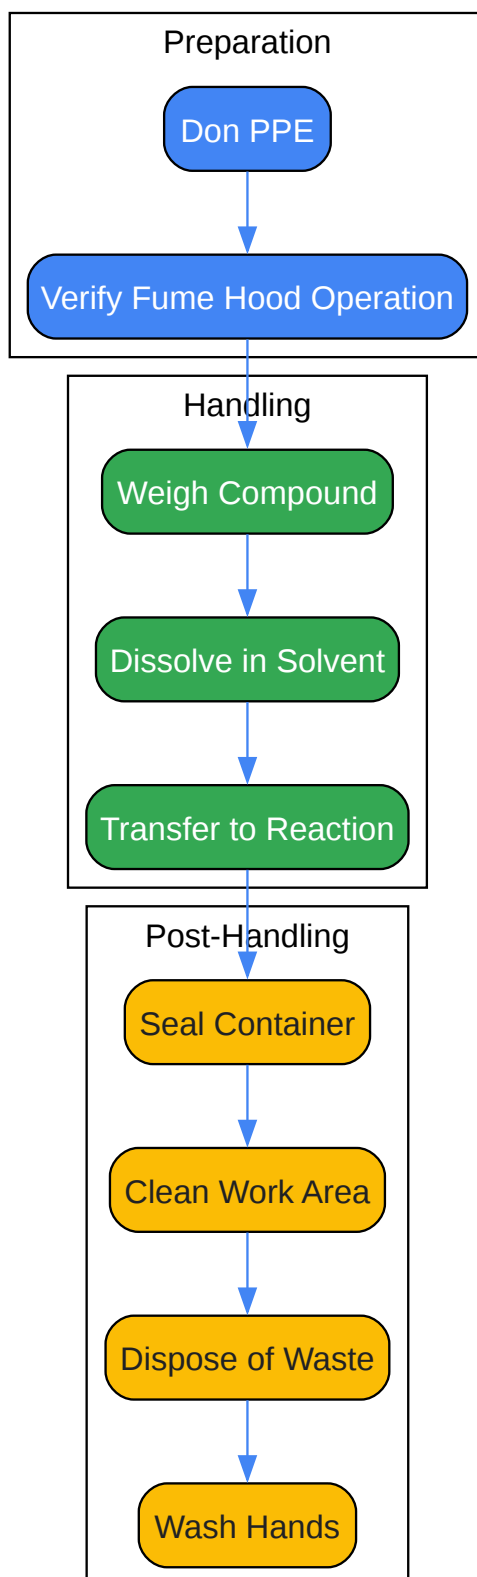 Preparation
Don PPE
Verify Fume Hood Operation
Handling
Weigh Compound
Dissolve in Solvent
Transfer to Reaction
Post-Handling
Seal Container
Clean Work Area
Dispose of Waste
Wash Hands